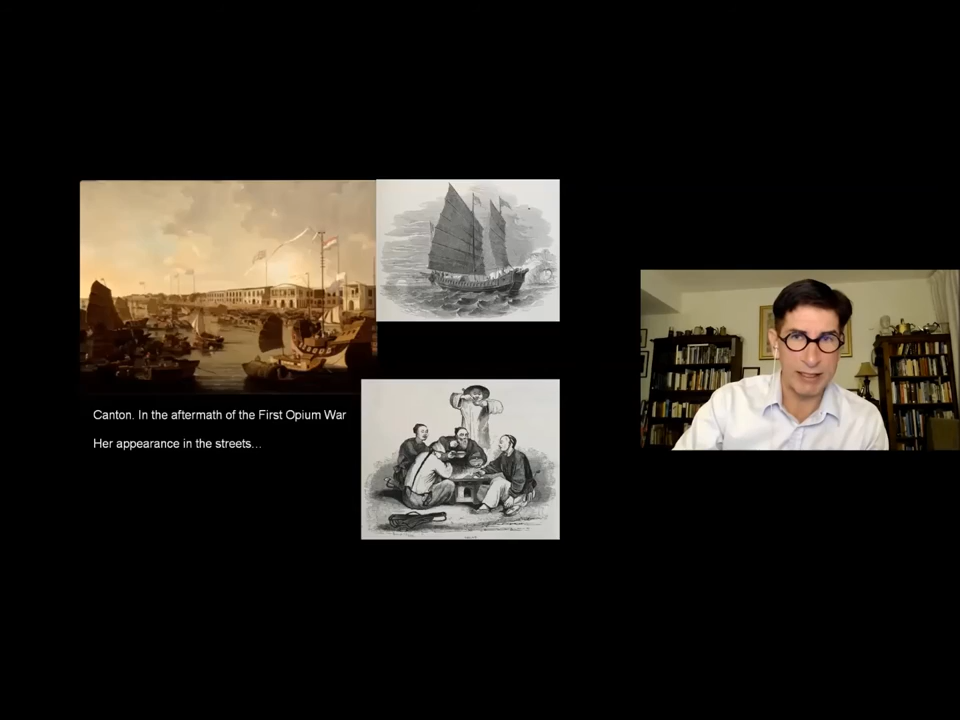 Canton. In the aftermath of the First Opium War
Her appearance in the streets…